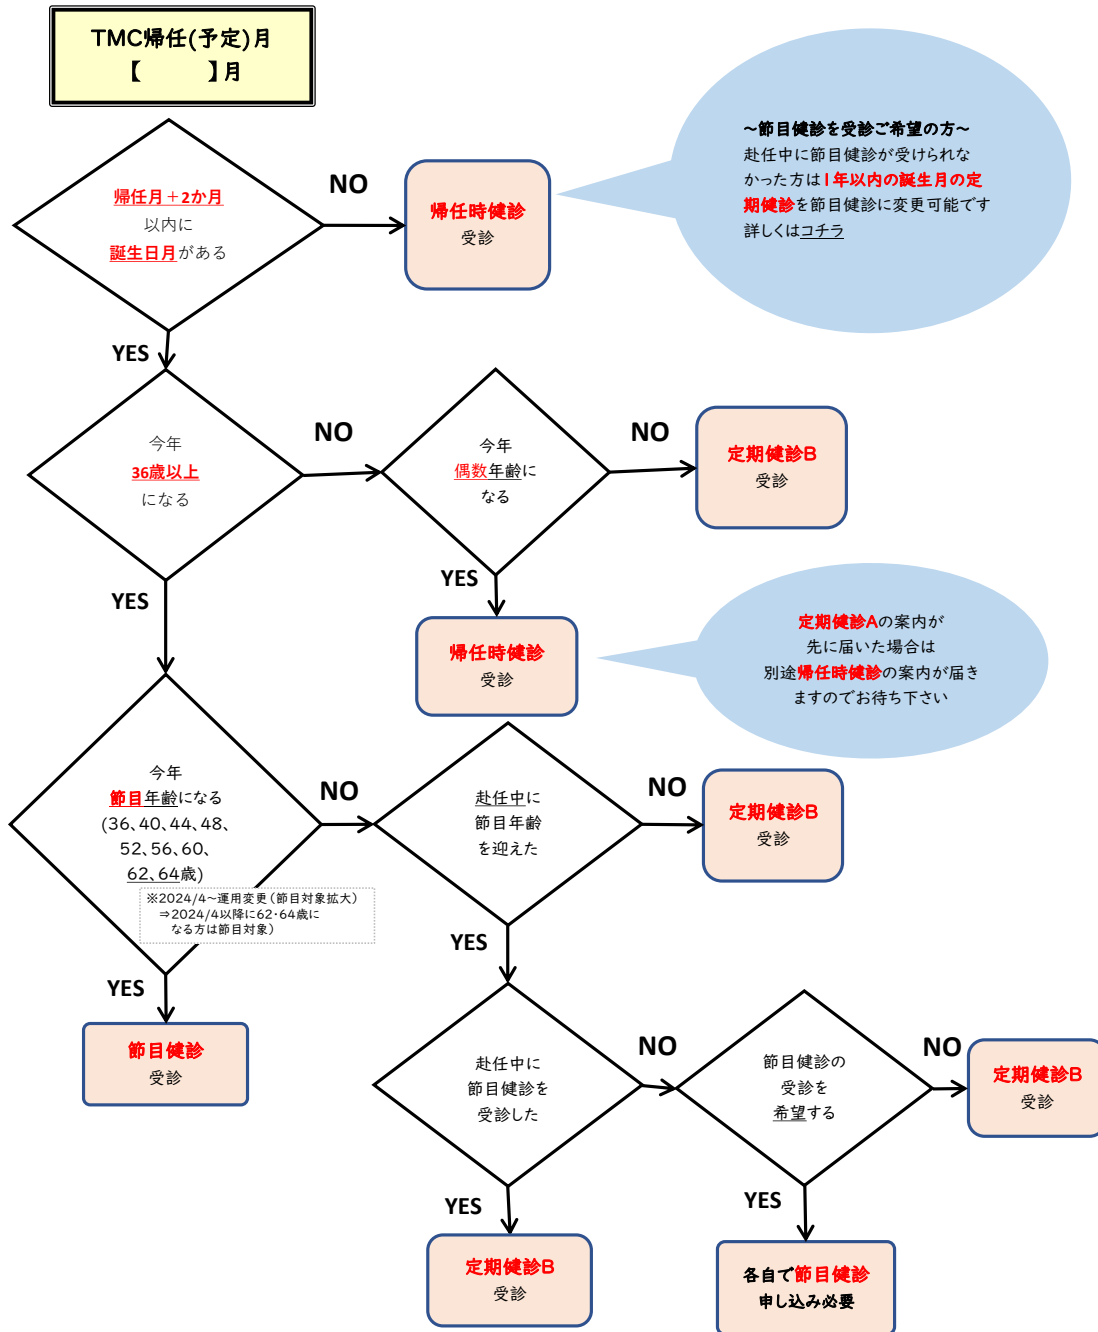 TMC帰任(予定)月
【　　】月
～節目健診を受診ご希望の方～
赴任中に節目健診が受けられな
かった方は1年以内の誕生月の定
期健診を節目健診に変更可能です
詳しくはコチラ
帰任月＋2か月
以内に
誕生日月がある
NO
帰任時健診
受診
YES
今年
36歳以上
になる
NO
今年
偶数年齢に
なる
NO
定期健診B
受診
YES
YES
帰任時健診
受診
定期健診Aの案内が
先に届いた場合は
別途帰任時健診の案内が届き
ますのでお待ち下さい
今年
節目年齢になる
(36、40、44、48、
52、56、60、
62、64歳)
※2024/4～運用変更（節目対象拡大）
⇒2024/4以降に62・64歳に
なる方は節目対象）
NO
赴任中に
節目年齢
を迎えた
NO
定期健診B
受診
YES
YES
節目健診
受診
赴任中に
節目健診を
受診した
NO
節目健診の
受診を
希望する
NO
定期健診B
受診
YES
YES
定期健診B
受診
各自で節目健診
申し込み必要